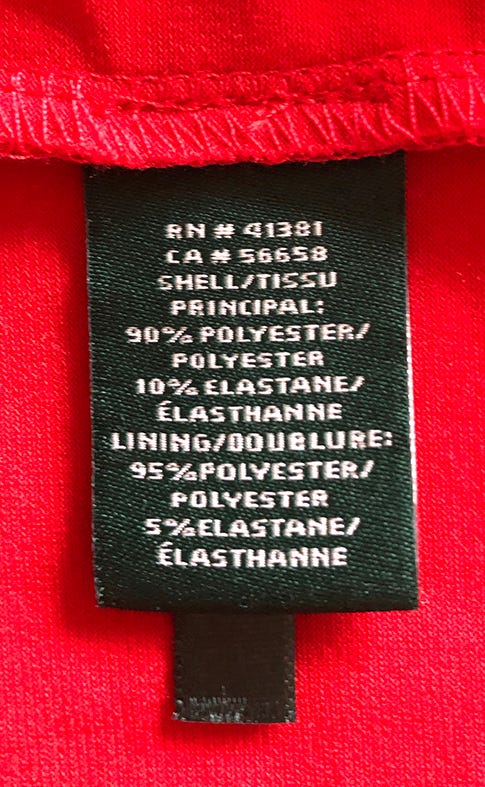 RN # 41381
CA # 56658
SHELL/TISSU
PRINCIPAL:
90% POLYESTER/
POLYESTER
10% ELASTANE/
ÉLASTHANNE
LINING/DOUBLURE:
95%POLYESTER/
POLYESTER
5%ELASTANE/
ÉLASTHANNE